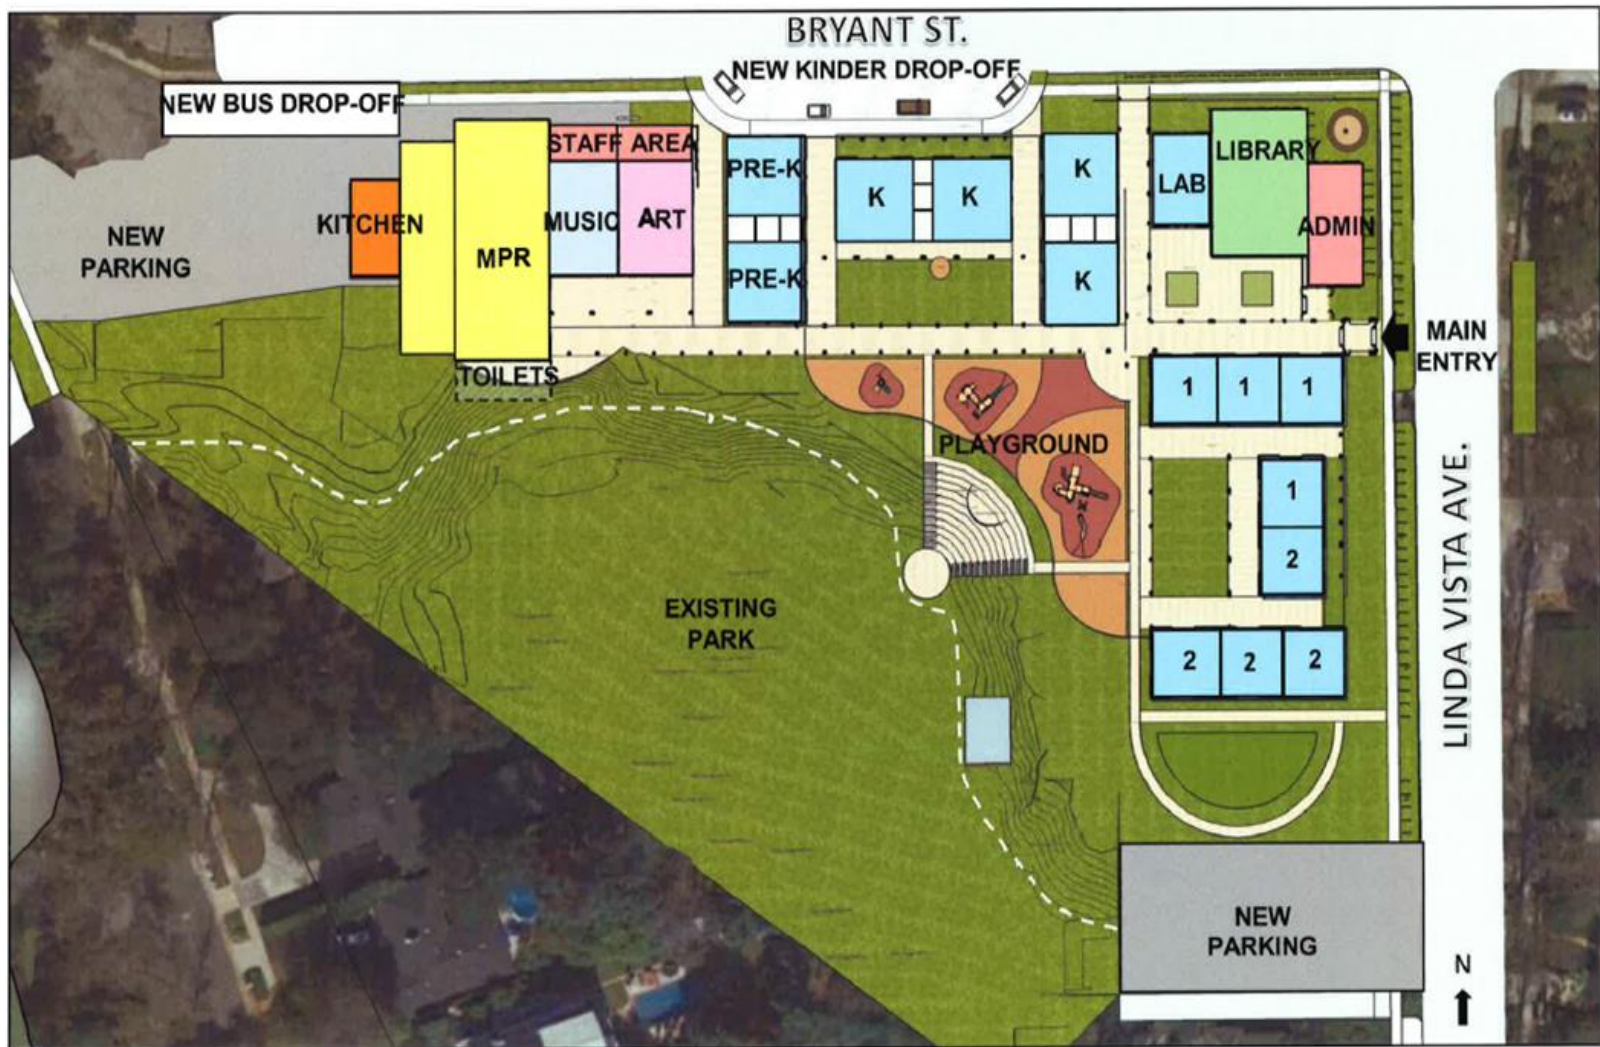 BRYANT ST.
NEW KINDER DROP-OFF
NEW BUS DROP-OFF
STAFF AREA
LIBRARY
PRE-K
K
K
K
LAB
KITCHEN
MUSIC
ART
ADMIN
NEW
PARKING
MPR
PRE-K
K
MAIN
ENTRY
TOILETS
1
1
1
PLAYGROUND
1
2
LINDA VISTA AVE.
EXISTING
PARK
2
2
2
NEW
PARKING
N